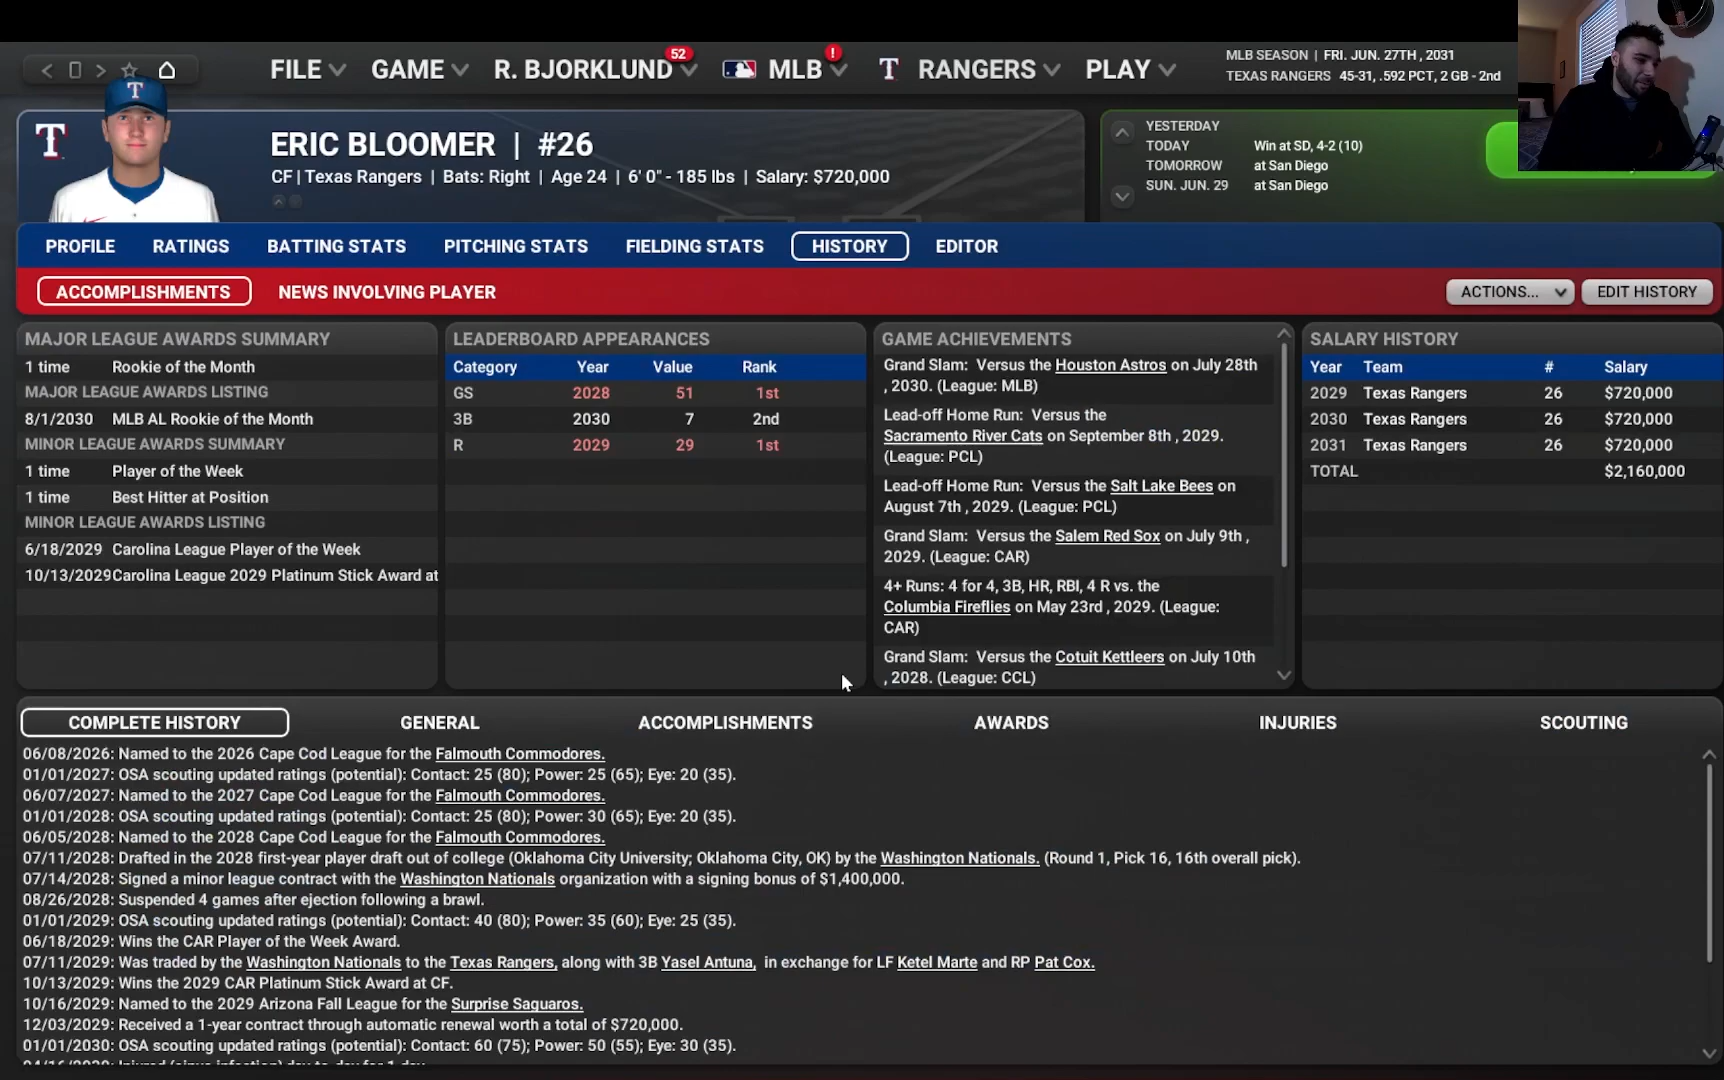 FILE GAME R. BJORKLUND 52 MLB ! T RANGERS PLAY
MLB SEASON | FRI. JUN. 27TH , 2031
TEXAS RANGERS 45-31, .592 PCT, 2 GB - 2nd
ERIC BLOOMER | #26
CF | Texas Rangers | Bats: Right | Age 24 | 6' 0" - 185 lbs | Salary: $720,000
YESTERDAY
TODAY Win at SD, 4-2 (10)
TOMORROW at San Diego
SUN. JUN. 29 at San Diego
PROFILE RATINGS BATTING STATS PITCHING STATS FIELDING STATS HISTORY EDITOR
ACCOMPLISHMENTS NEWS INVOLVING PLAYER ACTIONS... EDIT HISTORY
MAJOR LEAGUE AWARDS SUMMARY
1 time Rookie of the Month
MAJOR LEAGUE AWARDS LISTING
8/1/2030 MLB AL Rookie of the Month
MINOR LEAGUE AWARDS SUMMARY
1 time Player of the Week
1 time Best Hitter at Position
MINOR LEAGUE AWARDS LISTING
6/18/2029 Carolina League Player of the Week
10/13/2029 Carolina League 2029 Platinum Stick Award at
LEADERBOARD APPEARANCES
Category Year Value Rank
GS 2028 51 1st
3B 2030 7 2nd
R 2029 29 1st
GAME ACHIEVEMENTS
Grand Slam: Versus the Houston Astros on July 28th
, 2030. (League: MLB)
Lead-off Home Run: Versus the
Sacramento River Cats on September 8th , 2029.
(League: PCL)
Lead-off Home Run: Versus the Salt Lake Bees on
August 7th , 2029. (League: PCL)
Grand Slam: Versus the Salem Red Sox on July 9th ,
2029. (League: CAR)
4+ Runs: 4 for 4, 3B, HR, RBI, 4 R vs. the
Columbia Fireflies on May 23rd , 2029. (League:
CAR)
Grand Slam: Versus the Cotuit Kettleers on July 10th
, 2028. (League: CCL)
SALARY HISTORY
Year Team # Salary
2029 Texas Rangers 26 $720,000
2030 Texas Rangers 26 $720,000
2031 Texas Rangers 26 $720,000
TOTAL $2,160,000
COMPLETE HISTORY GENERAL ACCOMPLISHMENTS AWARDS INJURIES SCOUTING
06/08/2026: Named to the 2026 Cape Cod League for the Falmouth Commodores.
01/01/2027: OSA scouting updated ratings (potential): Contact: 25 (80); Power: 25 (65); Eye: 20 (35).
06/07/2027: Named to the 2027 Cape Cod League for the Falmouth Commodores.
01/01/2028: OSA scouting updated ratings (potential): Contact: 25 (80); Power: 30 (65); Eye: 20 (35).
06/05/2028: Named to the 2028 Cape Cod League for the Falmouth Commodores.
07/11/2028: Drafted in the 2028 first-year player draft out of college (Oklahoma City University; Oklahoma City, OK) by the Washington Nationals. (Round 1, Pick 16, 16th overall pick).
07/14/2028: Signed a minor league contract with the Washington Nationals organization with a signing bonus of $1,400,000.
08/26/2028: Suspended 4 games after ejection following a brawl.
01/01/2029: OSA scouting updated ratings (potential): Contact: 40 (80); Power: 35 (60); Eye: 25 (35).
06/18/2029: Wins the CAR Player of the Week Award.
07/11/2029: Was traded by the Washington Nationals to the Texas Rangers, along with 3B Yasel Antuna, in exchange for LF Ketel Marte and RP Pat Cox.
10/13/2029: Wins the 2029 CAR Platinum Stick Award at CF.
10/16/2029: Named to the 2029 Arizona Fall League for the Surprise Saguaros.
12/03/2029: Received a 1-year contract through automatic renewal worth a total of $720,000.
01/01/2030: OSA scouting updated ratings (potential): Contact: 60 (75); Power: 50 (55); Eye: 30 (35).